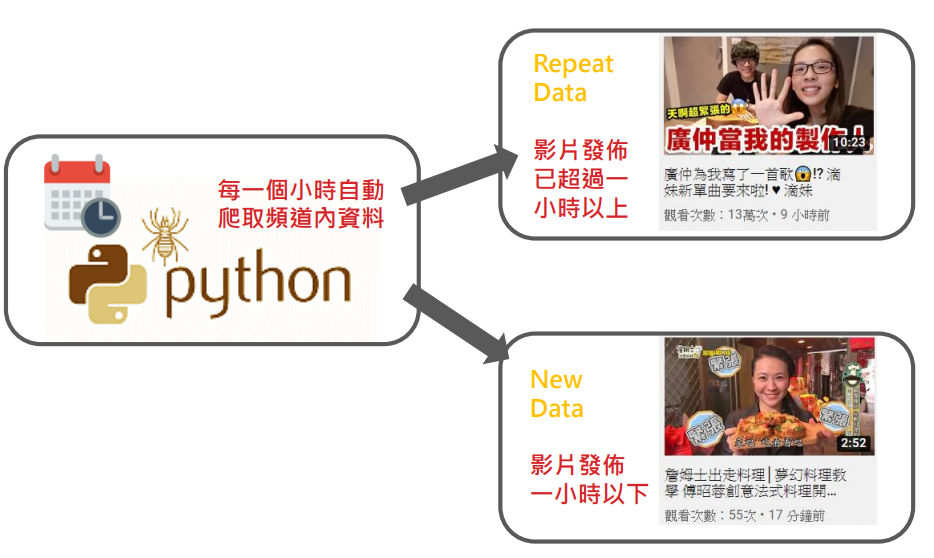 每一個小時自動
爬取頻道內資料
python
Repeat
Data
影片發佈
已超過一
小時以上
天啊超緊張的
廣仲當我的製作人
10:23
廣仲為我寫了一首歌😱!? 滴
妹新單曲要來啦! ♥ 滴妹
觀看次數：13萬次・9 小時前
New
Data
影片發佈
一小時以下
緊張
緊張
緊張
2:52
詹姆士出走料理│夢幻料理教
學 傅昭蓉創意法式料理開...
觀看次數：55次・17 分鐘前